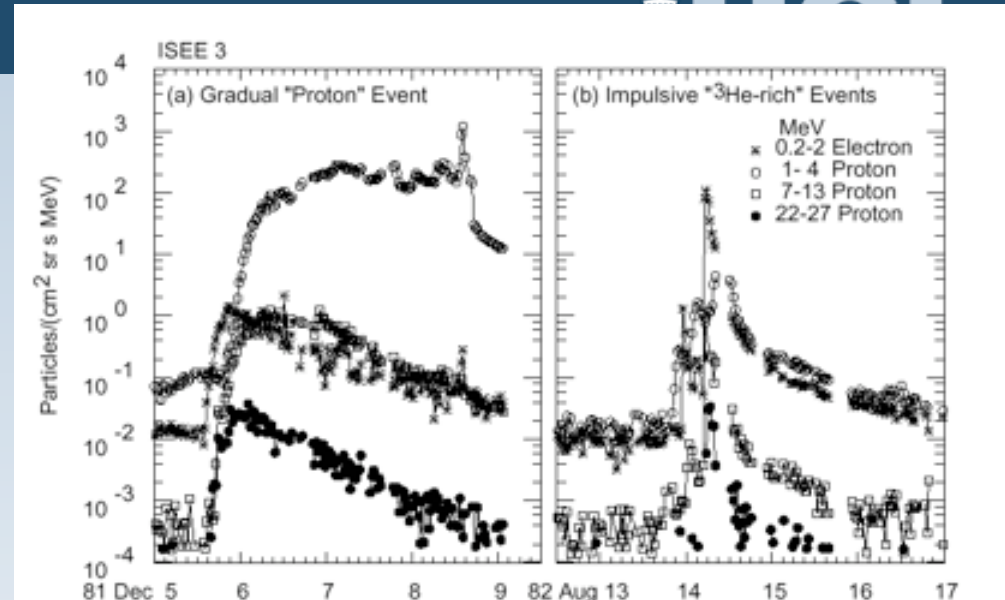 ISEE 3
(a) Gradual "Proton" Event
(b) Impulsive "3He-rich" Events
MeV
0.2-2 Electron
1- 4 Proton
7-13 Proton
22-27 Proton
Particles/(cm2 sr s MeV)
10 4
10 3
10 2
10 1
10 0
10 -1
10 -2
10 -3
10 -4
81 Dec 5 6 7 8 9 82 Aug 13 14 15 16 17